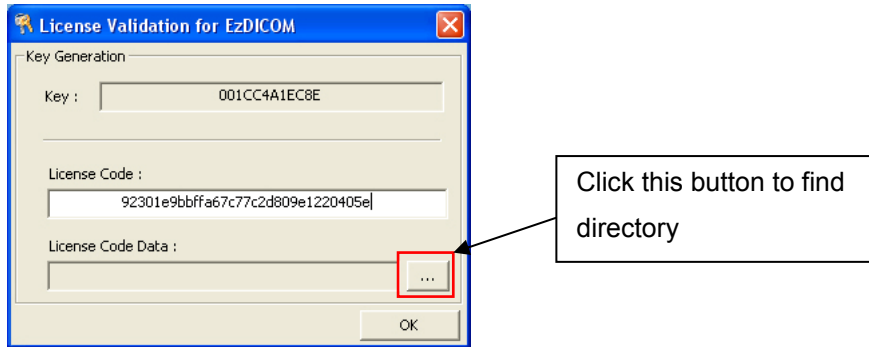 License Validation for EzDICOM
Key Generation
Key :
001CC4A1EC8E
License Code :
92301e9bbffa67c77c2d809e1220405e
License Code Data :
...
OK
Click this button to find
directory